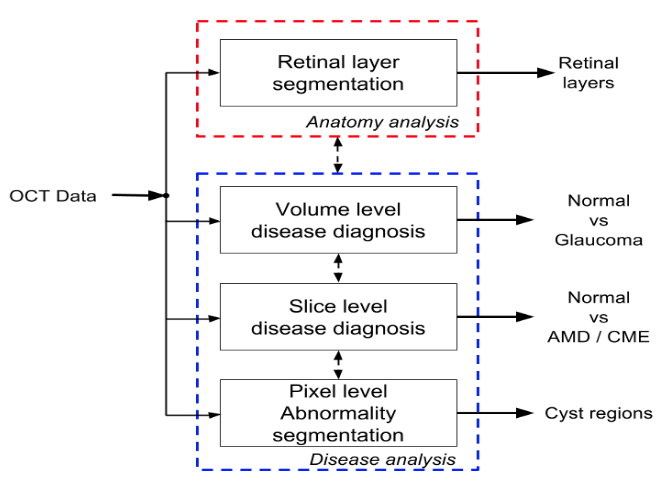 Retinal layer
segmentation
Retinal
layers
Anatomy analysis
OCT Data
Volume level
disease diagnosis
Normal
vs
Glaucoma
Slice level
disease diagnosis
Normal
vs
AMD / CME
Pixel level
Abnormality
segmentation
Cyst regions
Disease analysis